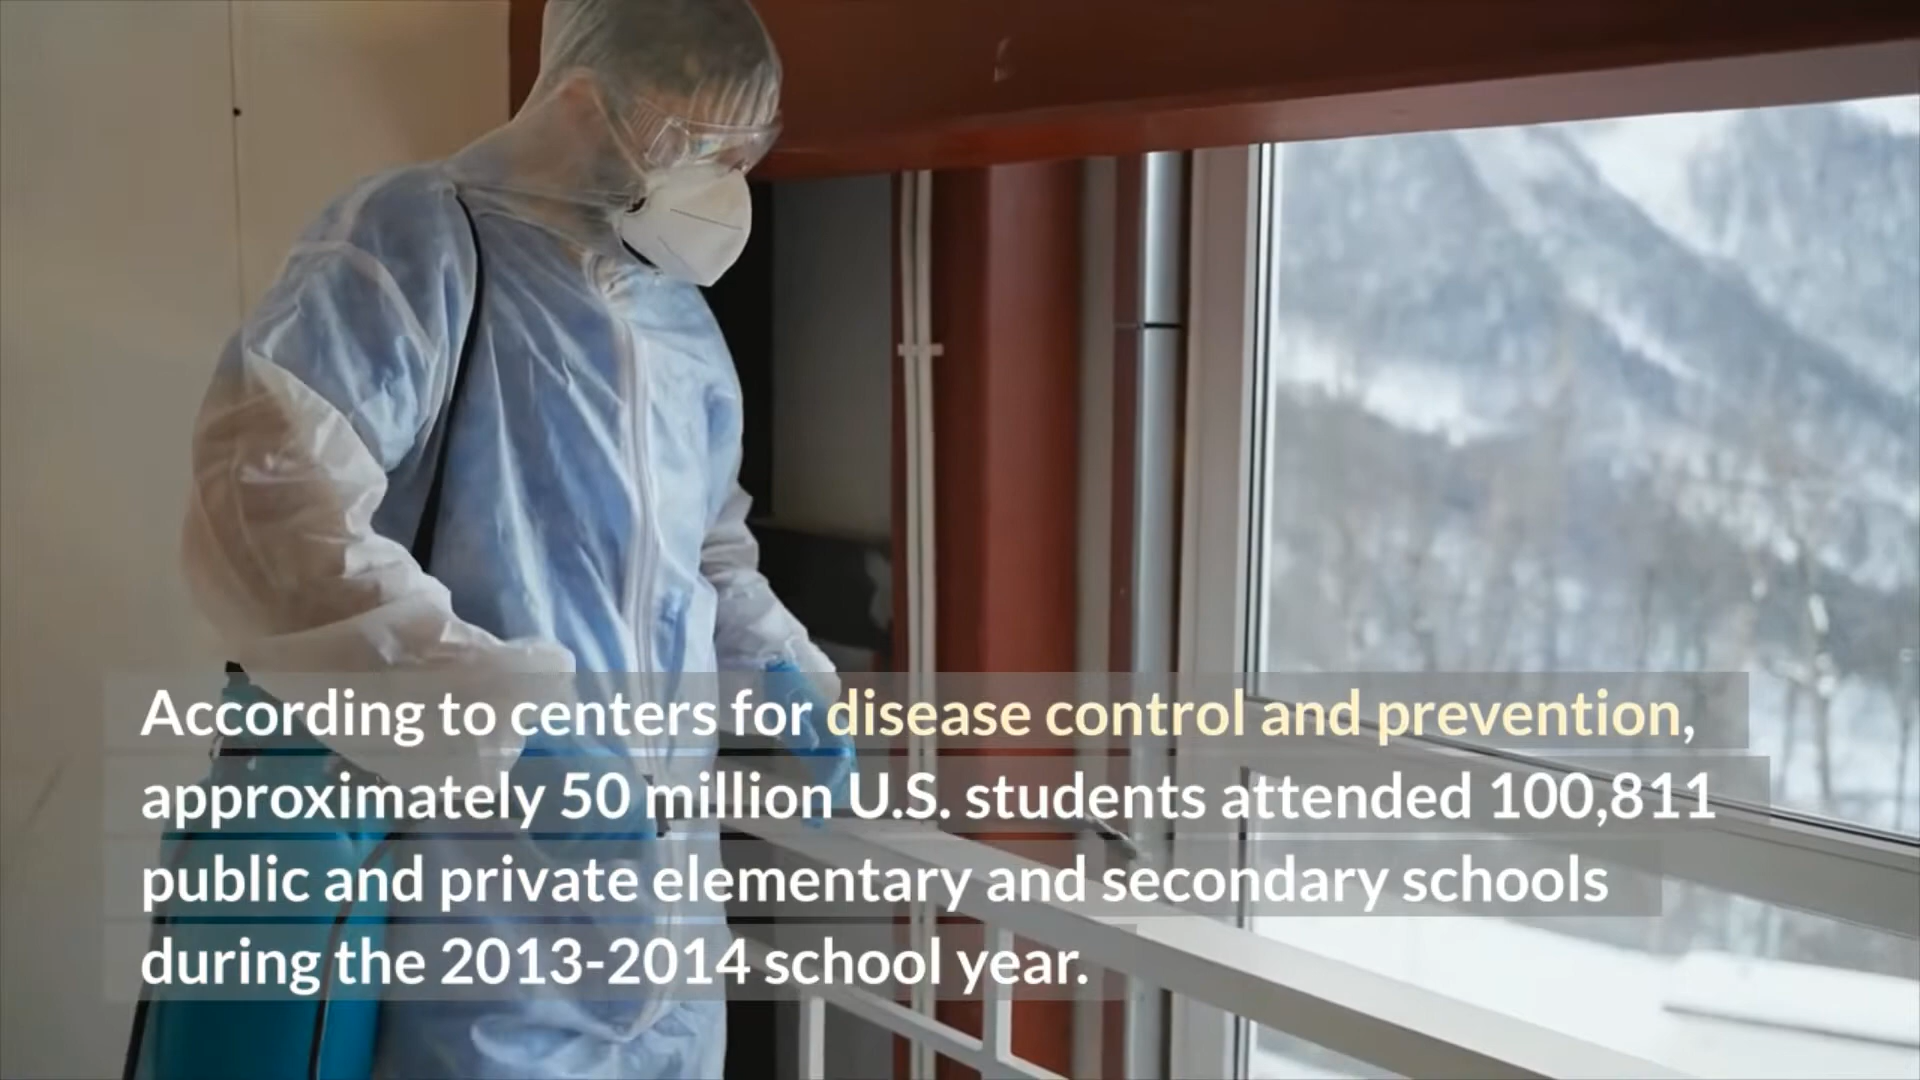 According to centers for disease control and prevention,
approximately 50 million U.S. students attended 100,811
public and private elementary and secondary schools
during the 2013-2014 school year.